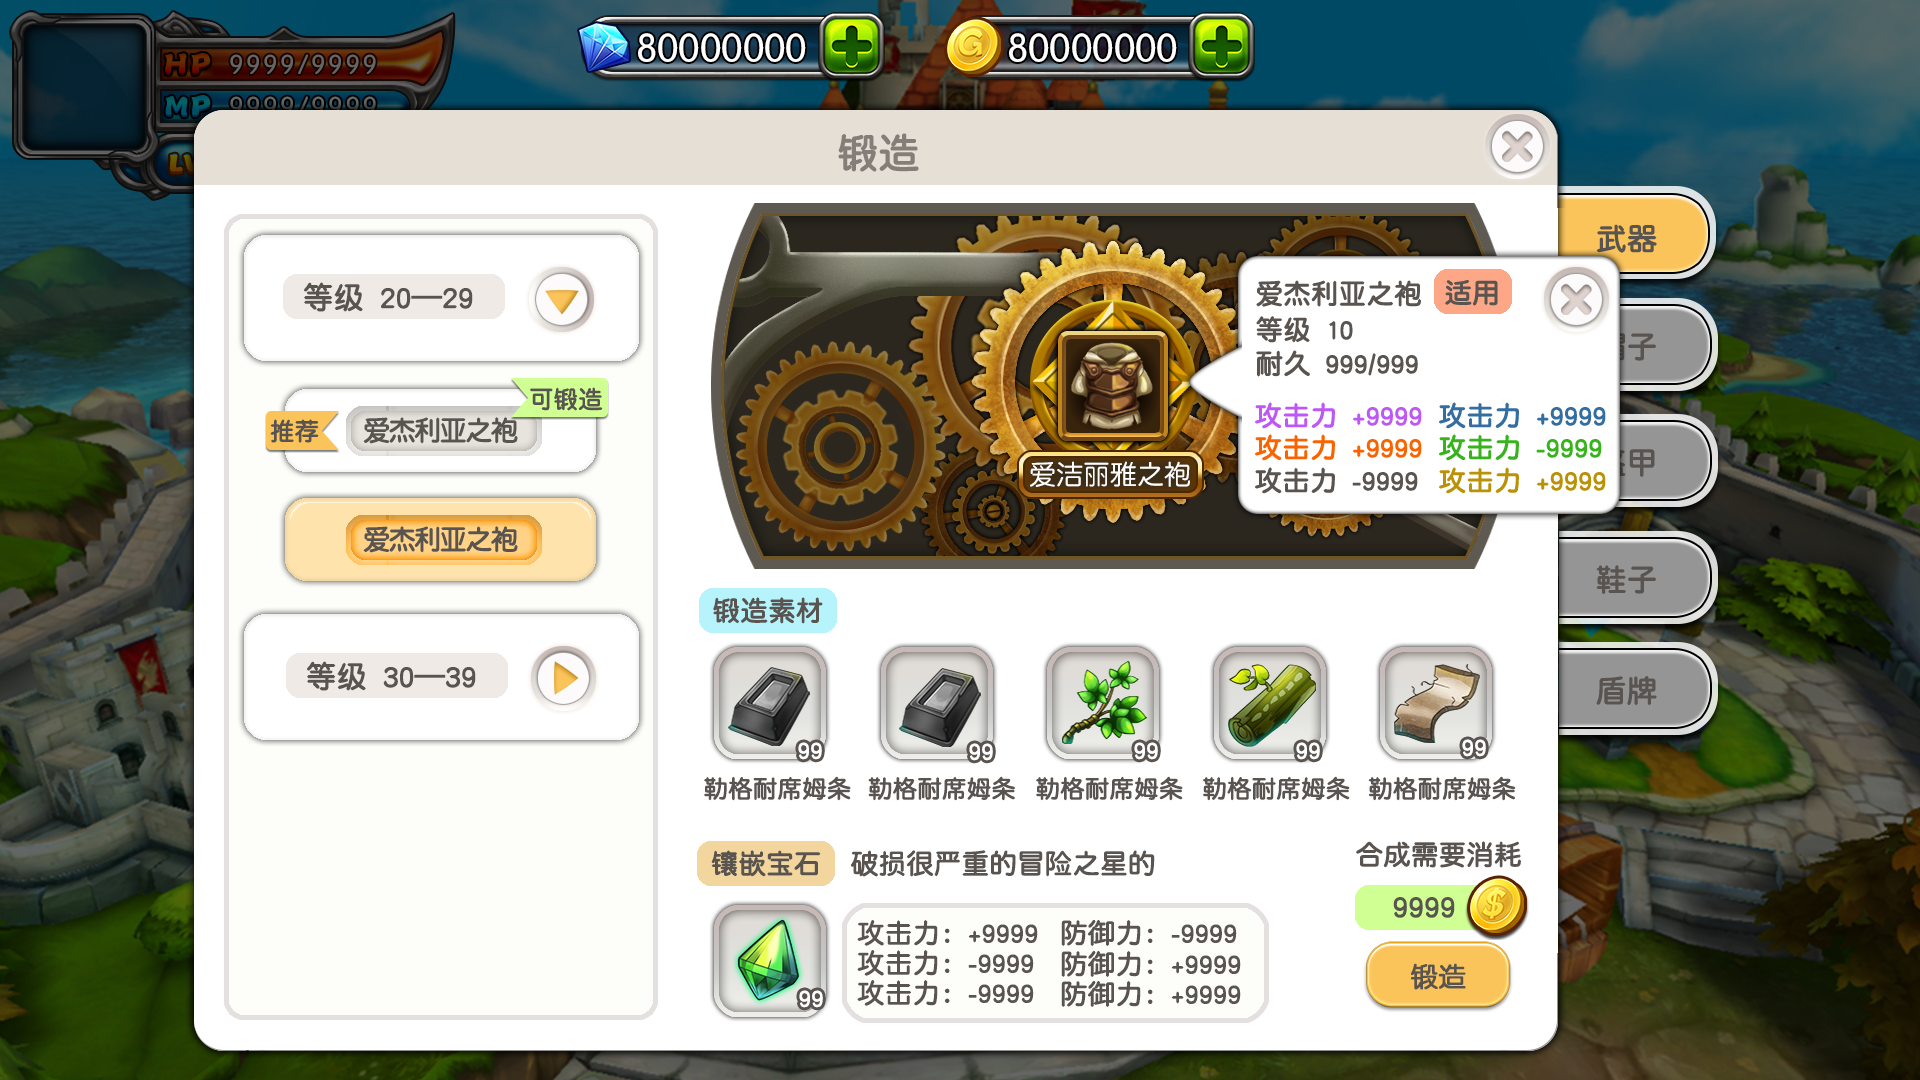 HP 9999/9999
MP 9999/9999
80000000
80000000
锻造
等级 20—29
可锻造
推荐
爱杰利亚之袍
爱杰利亚之袍
等级 30—39
爱洁丽雅之袍
爱杰利亚之袍 适用
等级 10
耐久 999/999
攻击力 +9999 攻击力 +9999
攻击力 +9999 攻击力 -9999
攻击力 -9999 攻击力 +9999
武器
子
甲
鞋子
盾牌
锻造素材
99 99 99 99 99
勒格耐席姆条 勒格耐席姆条 勒格耐席姆条 勒格耐席姆条 勒格耐席姆条
镶嵌宝石 破损很严重的冒险之星的
99
攻击力：+9999 防御力：-9999
攻击力：-9999 防御力：+9999
攻击力：-9999 防御力：+9999
合成需要消耗
9999
锻造